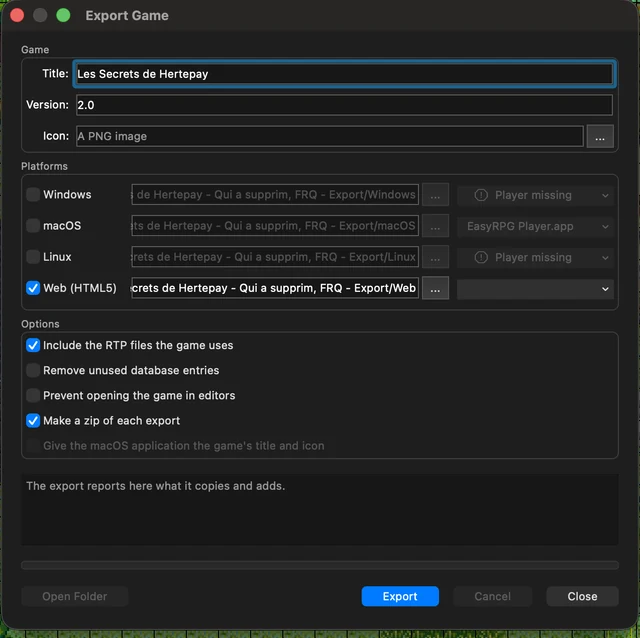 Export Game
Game
Title: Les Secrets de Hertepay
Version: 2.0
Icon: A PNG image ...
Platforms
Windows de Hertepay - Qui a supprim, FRQ - Export/Windows ... Player missing
macOS ts de Hertepay - Qui a supprim, FRQ - Export/macOS ... EasyRPG Player.app
Linux rets de Hertepay - Qui a supprim, FRQ - Export/Linux ... Player missing
Web (HTML5) ecrets de Hertepay - Qui a supprim, FRQ - Export/Web ...
Options
Include the RTP files the game uses
Remove unused database entries
Prevent opening the game in editors
Make a zip of each export
Give the macOS application the game's title and icon
The export reports here what it copies and adds.
Open Folder Export Cancel Close